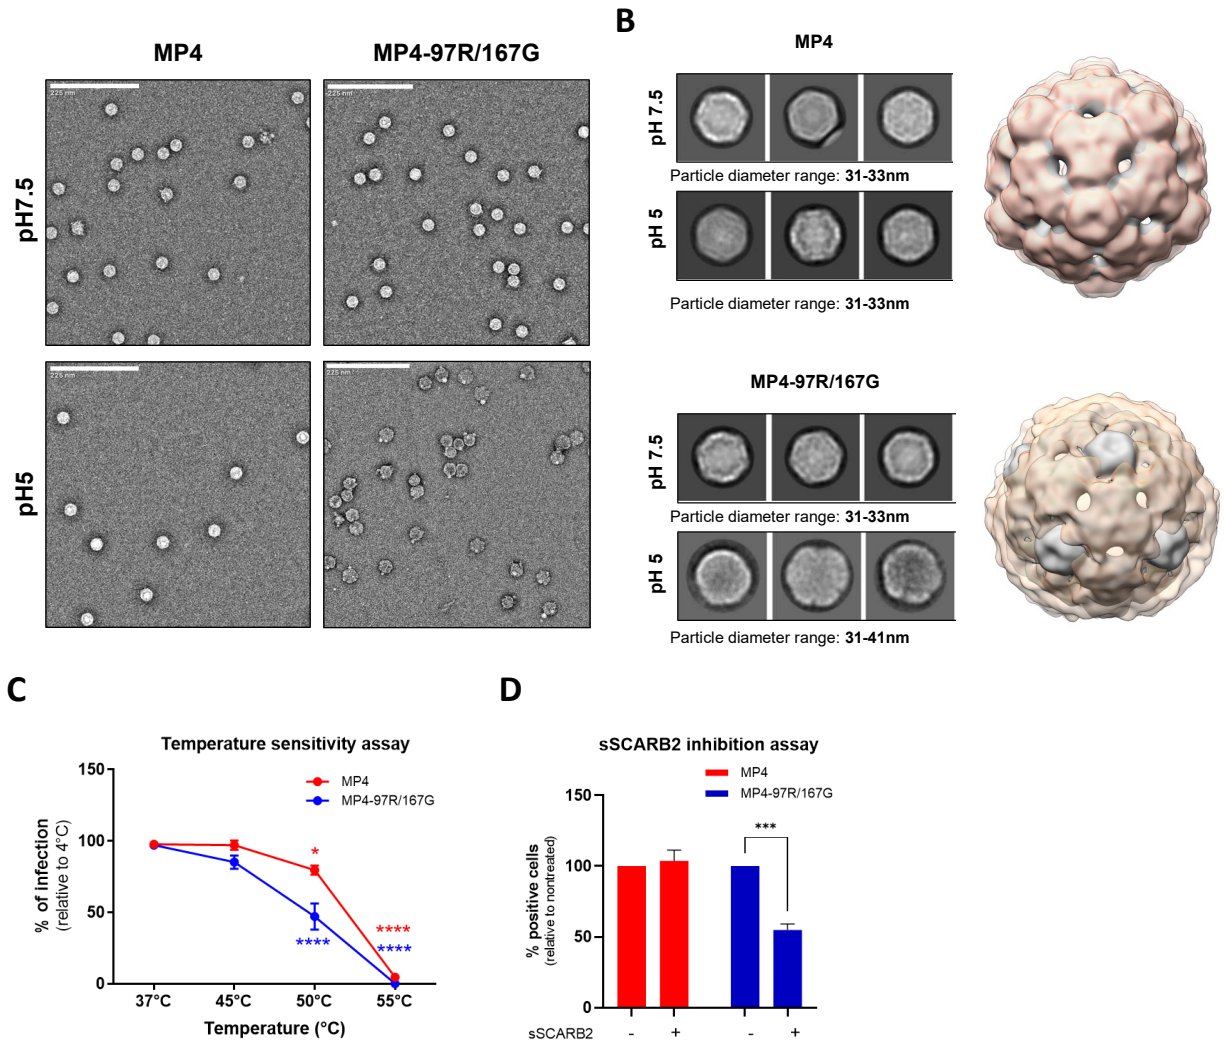 B
MP4
MP4-97R/167G
pH7.5
225 nm
225 nm
pH5
225 nm
225 nm
MP4
pH 7.5
Particle diameter range: 31-33nm
pH 5
Particle diameter range: 31-33nm
MP4-97R/167G
pH 7.5
Particle diameter range: 31-33nm
pH 5
Particle diameter range: 31-41nm
C
Temperature sensitivity assay
MP4
MP4-97R/167G
% of infection
(relative to 4°C)
150
100
50
0
*
****
****
****
37°C
45°C
50°C
55°C
Temperature (°C)
D
sSCARB2 inhibition assay
MP4
MP4-97R/167G
% positive cells
(relative to nontreated)
150
100
50
0
***
sSCARB2
-
+
-
+